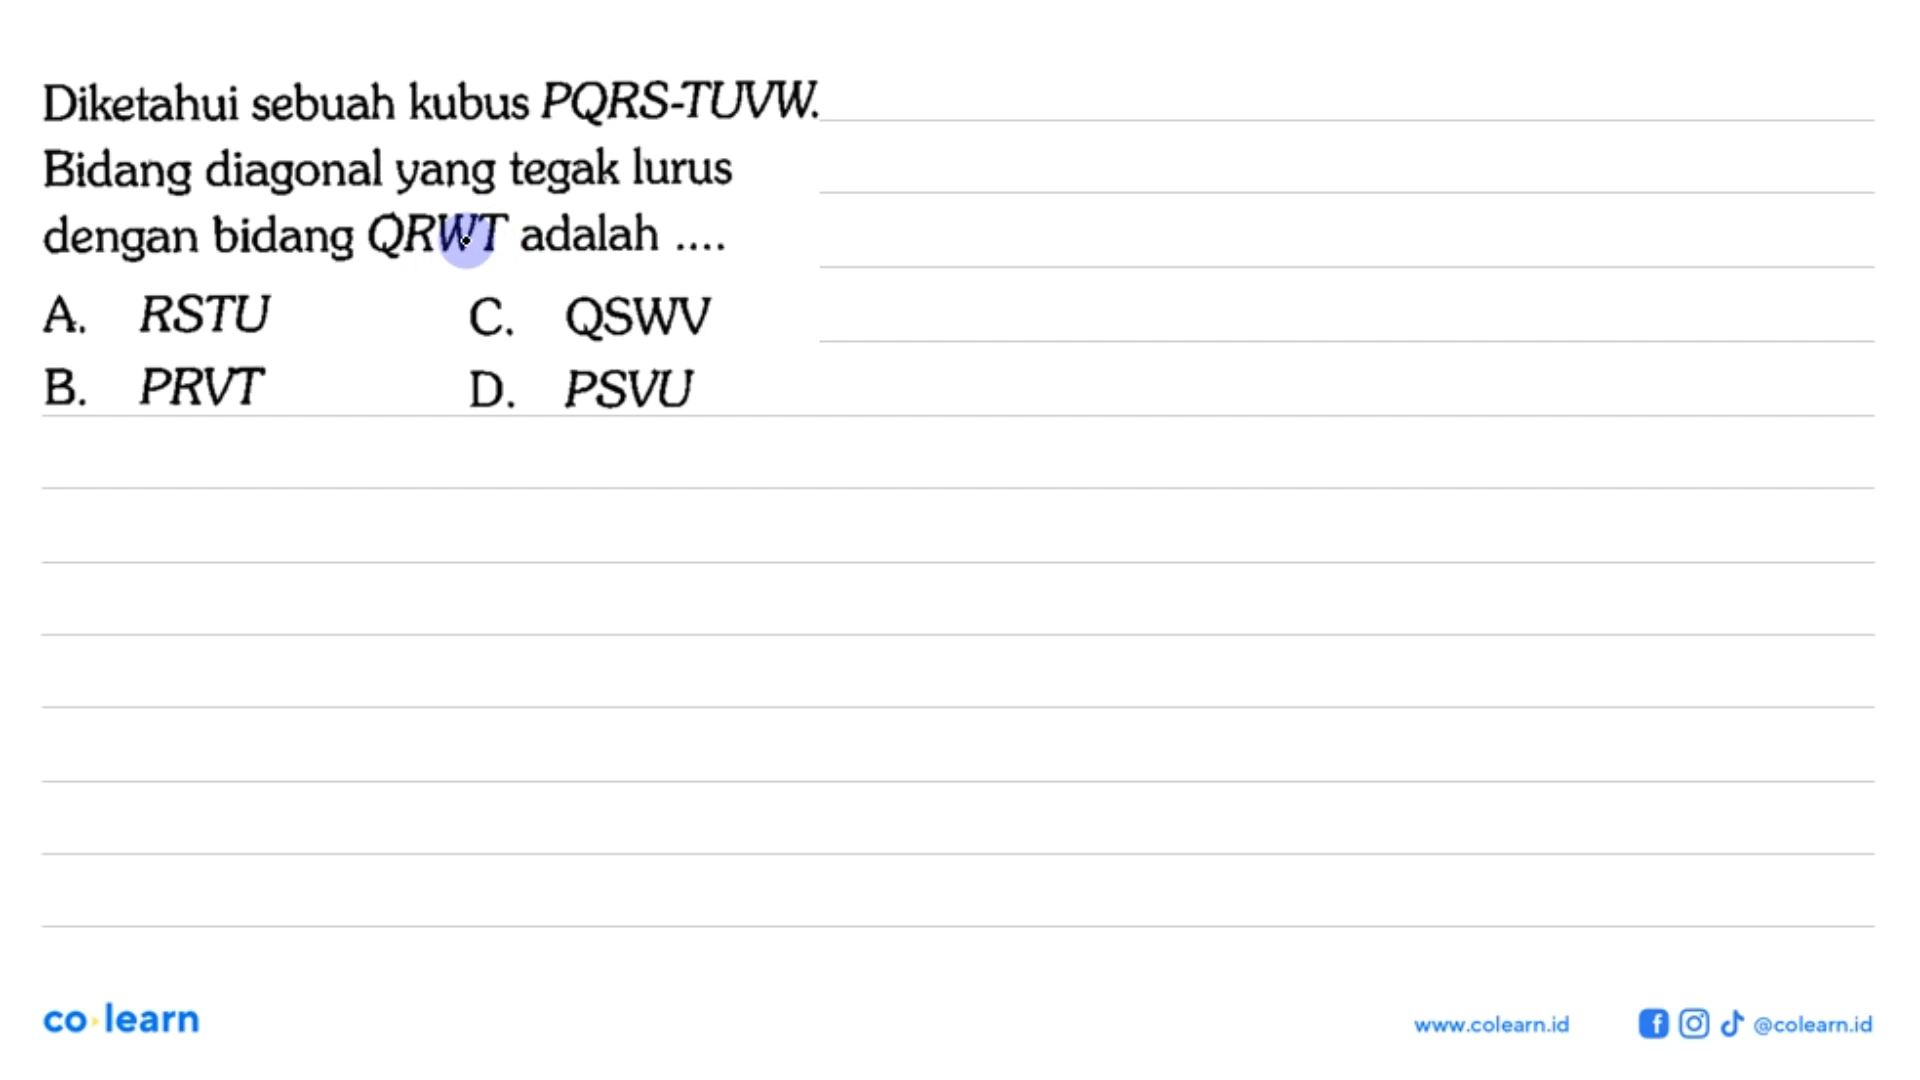 Diketahui sebuah kubus PQRS-TUVW.
Bidang diagonal yang tegak lurus
dengan bidang QRWT adalah ....
A. RSTU C. QSWV
B. PRVT D. PSVU
co learn www.colearn.id @colearn.id